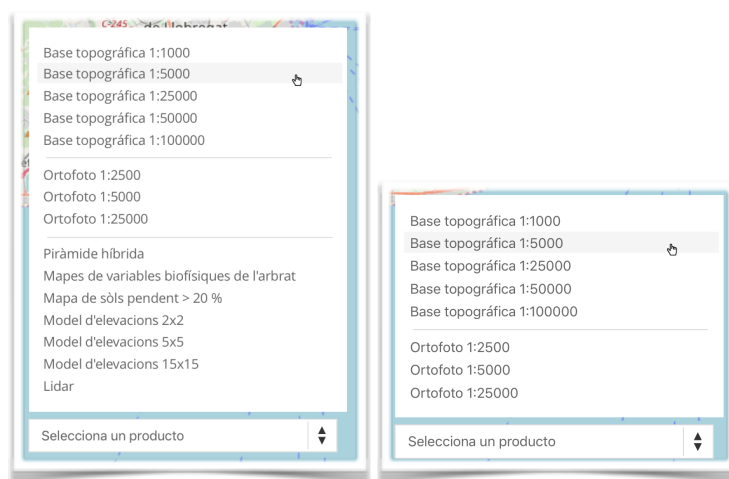 C-245 de Llobregat
Base topográfica 1:1000
Base topográfica 1:5000
Base topográfica 1:25000
Base topográfica 1:50000
Base topográfica 1:100000
Ortofoto 1:2500
Ortofoto 1:5000
Ortofoto 1:25000
Piràmide híbrida
Mapes de variables biofísiques de l'arbrat
Mapa de sòls pendent > 20 %
Model d'elevacions 2x2
Model d'elevacions 5x5
Model d'elevacions 15x15
Lidar
Selecciona un producto
Base topográfica 1:1000
Base topográfica 1:5000
Base topográfica 1:25000
Base topográfica 1:50000
Base topográfica 1:100000
Ortofoto 1:2500
Ortofoto 1:5000
Ortofoto 1:25000
Selecciona un producto